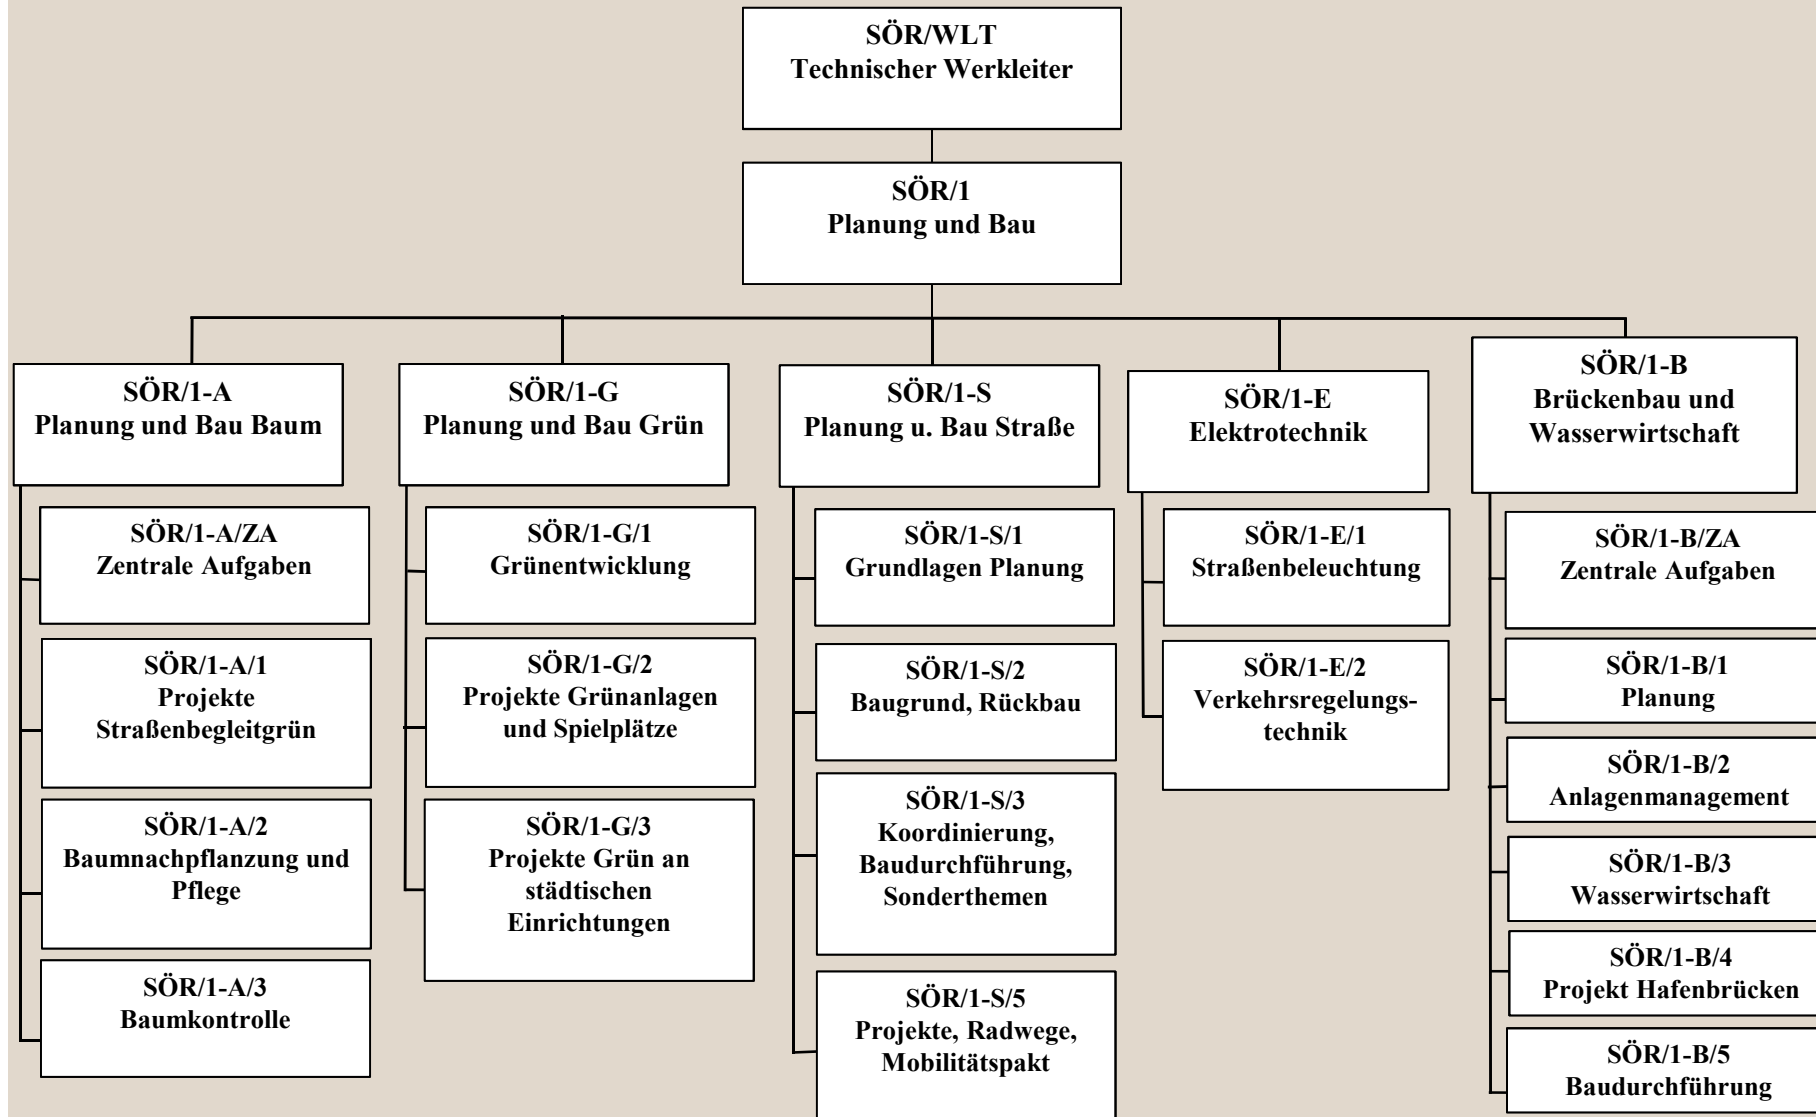 SÖR/WLT
Technischer Werkleiter
SÖR/1
Planung und Bau
SÖR/1-A
Planung und Bau Baum
SÖR/1-A/ZA
Zentrale Aufgaben
SÖR/1-A/1
Projekte
Straßenbegleitgrün
SÖR/1-A/2
Baumnachpflanzung und
Pflege
SÖR/1-A/3
Baumkontrolle
SÖR/1-G
Planung und Bau Grün
SÖR/1-G/1
Grünentwicklung
SÖR/1-G/2
Projekte Grünanlagen
und Spielplätze
SÖR/1-G/3
Projekte Grün an
städtischen
Einrichtungen
SÖR/1-S
Planung u. Bau Straße
SÖR/1-S/1
Grundlagen Planung
SÖR/1-S/2
Baugrund, Rückbau
SÖR/1-S/3
Koordinierung,
Baudurchführung,
Sonderthemen
SÖR/1-S/5
Projekte, Radwege,
Mobilitätspakt
SÖR/1-E
Elektrotechnik
SÖR/1-E/1
Straßenbeleuchtung
SÖR/1-E/2
Verkehrsregelungs-
technik
SÖR/1-B
Brückenbau und
Wasserwirtschaft
SÖR/1-B/ZA
Zentrale Aufgaben
SÖR/1-B/1
Planung
SÖR/1-B/2
Anlagenmanagement
SÖR/1-B/3
Wasserwirtschaft
SÖR/1-B/4
Projekt Hafenbrücken
SÖR/1-B/5
Baudurchführung